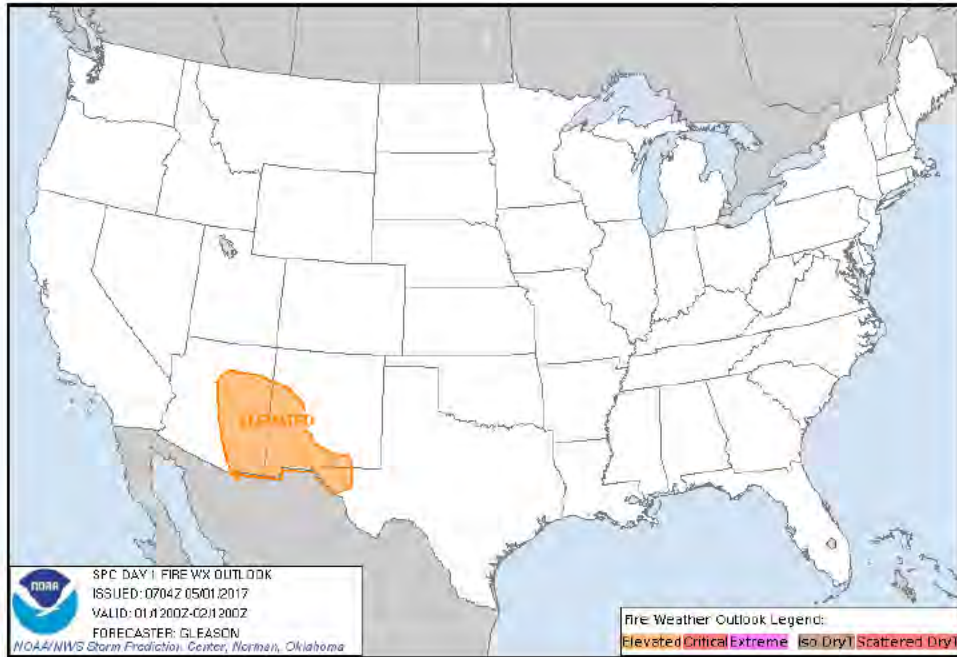 ELEVATED
noaa
SPC DAY 1 FIRE WX OUTLOOK
ISSUED: 0704Z 05/01/2017
VALID: 01/1200Z-02/1200Z
FORECASTER: GLEASON
NOAA/NWS Storm Prediction Center, Norman, Oklahoma
Fire Weather Outlook Legend:
Elevated Critical Extreme Iso DryT Scattered DryT